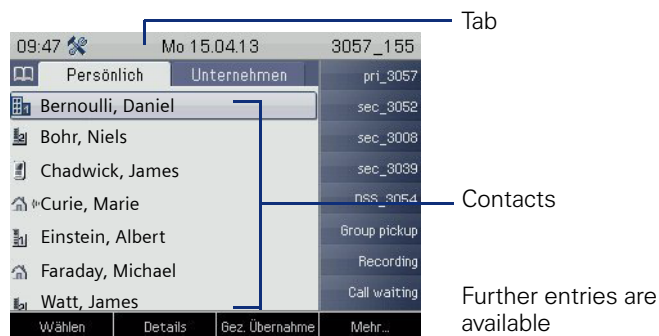 Tab
09:47 Mo 15.04.13 3057_155
Persönlich Unternehmen pri_3057
Bernoulli, Daniel sec_3052
Bohr, Niels sec_3008
Chadwick, James sec_3039
Curie, Marie DSS_3054
Contacts
Einstein, Albert Group pickup
Faraday, Michael Recording
Watt, James Call waiting
Further entries are
available
Wählen Details Gez. Übernahme Mehr...